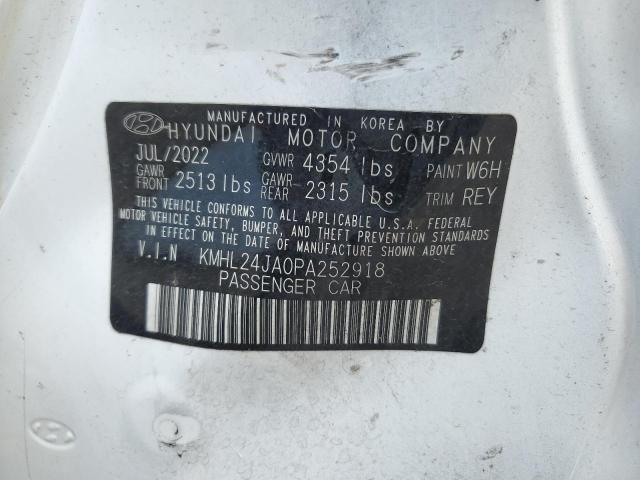 MANUFACTURED IN KOREA BY
HYUNDAI MOTOR COMPANY
JUL/2022 GVWR 4354 lbs PAINT W6H
GAWR FRONT 2513 lbs GAWR REAR 2315 lbs TRIM REY
THIS VEHICLE CONFORMS TO ALL APPLICABLE U.S.A. FEDERAL
MOTOR VEHICLE SAFETY, BUMPER, AND THEFT PREVENTION STANDARDS
IN EFFECT ON THE DATE OF MANUFACTURE SHOWN ABOVE
V.I.N KMHL24JA0PA252918
PASSENGER CAR